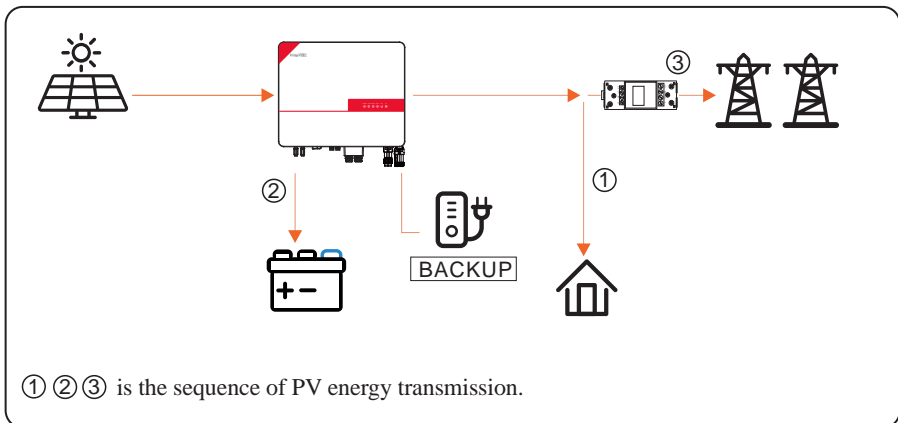 ③
②
①
BACKUP
① ② ③ is the sequence of PV energy transmission.